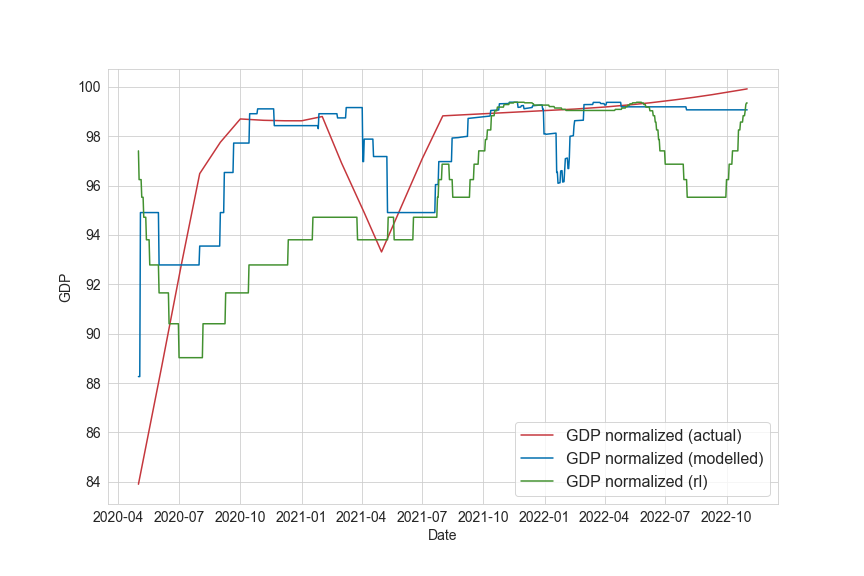 100
98
96
94
92
90
88
86
84
GDP
2020-04 2020-07 2020-10 2021-01 2021-04 2021-07 2021-10 2022-01 2022-04 2022-07 2022-10
Date
GDP normalized (actual)
GDP normalized (modelled)
GDP normalized (rl)